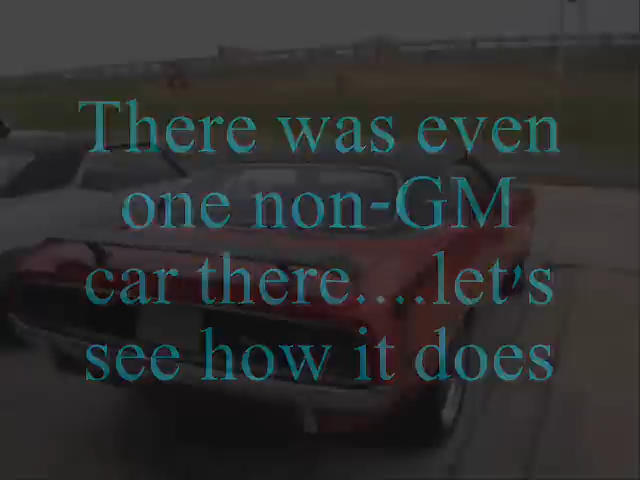 There was even
one non-GM
car there....let's
see how it does